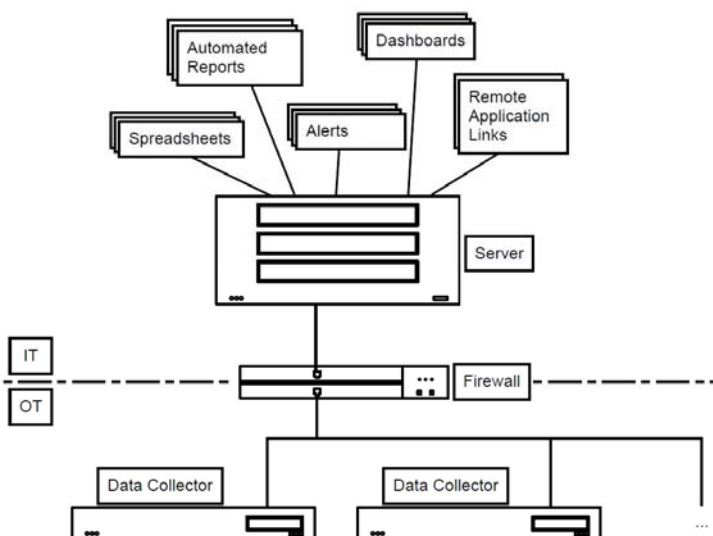 Automated
Reports
Dashboards
Remote
Application
Links
Spreadsheets
Alerts
Server
IT
Firewall
OT
Data Collector
Data Collector
...